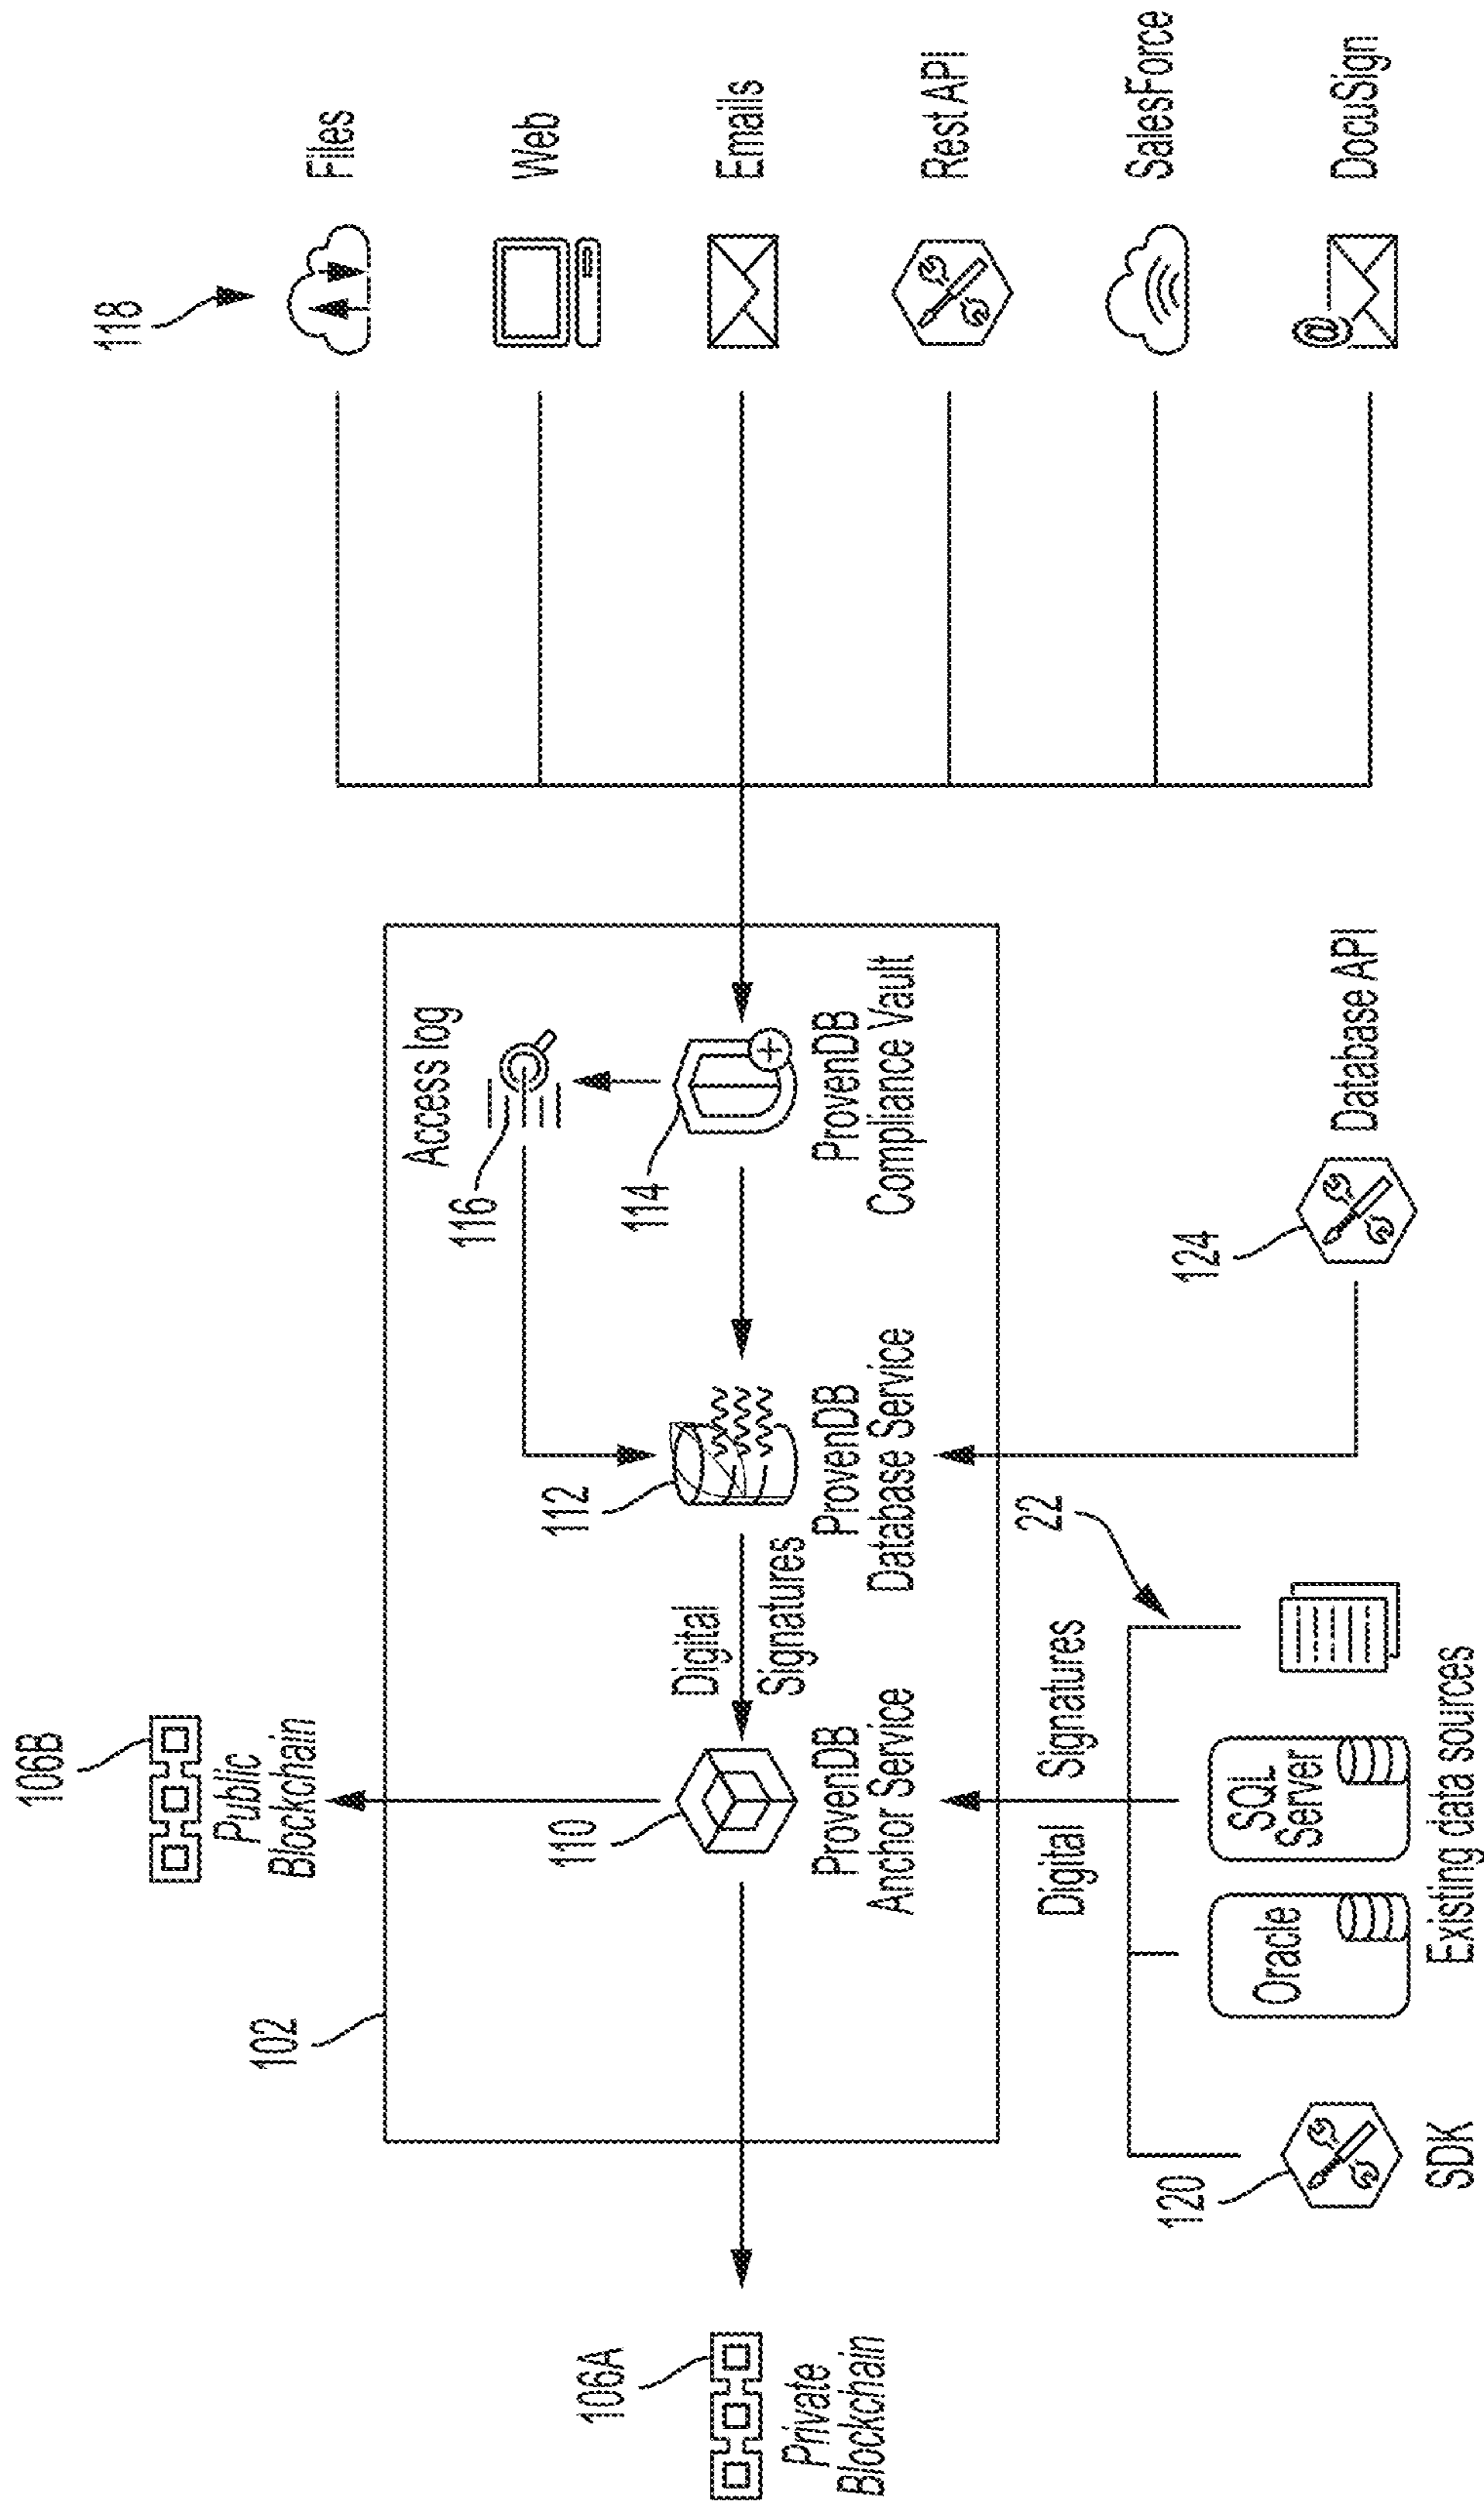 106B
Public
Blockchain
118
Files
102
Access log
116
Web
106A
Private
Blockchain
110
ProvenDB
Anchor Service
Digital
Signatures
112
ProvenDB
Database Service
114
ProvenDB
Compliance Vault
Emails
Rest API
Digital
Signatures
22
120
SDK
Oracle
SQL
Server
Existing data sources
124
Database API
SalesForce
DocuSign
@